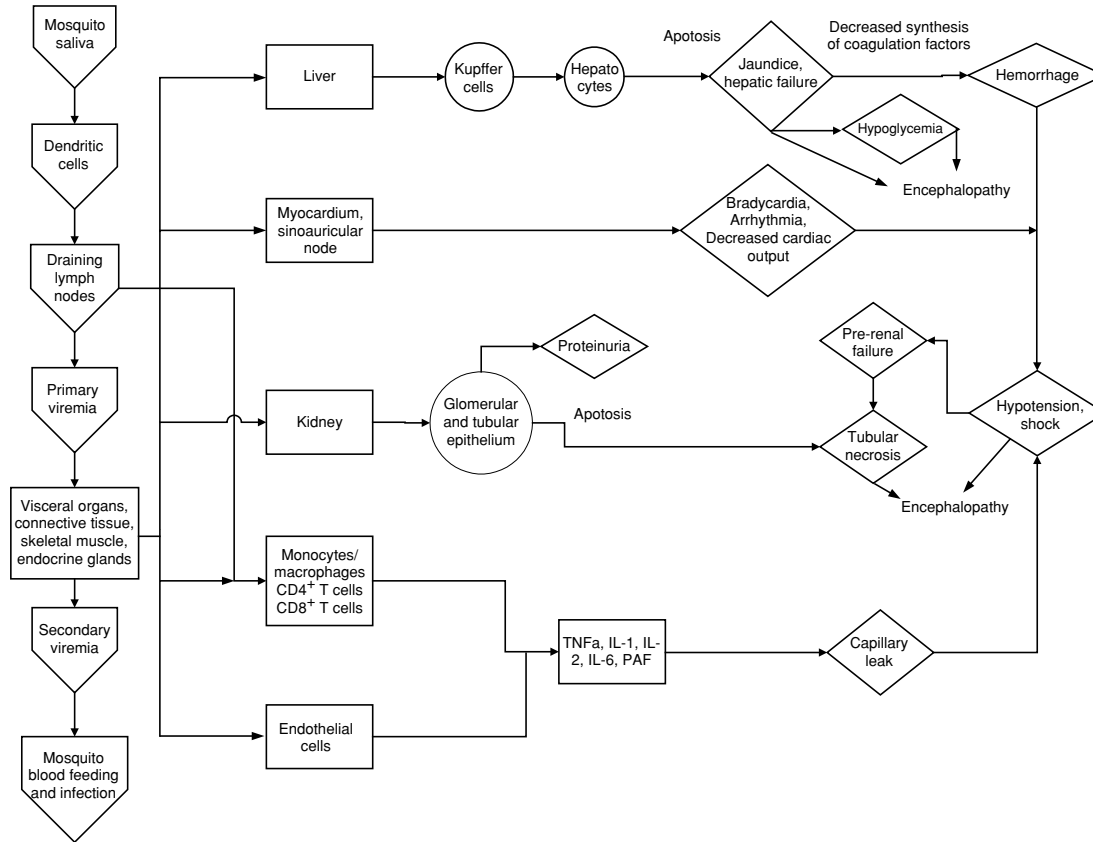 Mosquito
saliva
Dendritic
cells
Draining
lymph
nodes
Primary
viremia
Visceral organs,
connective tissue,
skeletal muscle,
endocrine glands
Secondary
viremia
Mosquito
blood feeding
and infection
Liver
Kupffer
cells
Hepato
cytes
Apotosis
Jaundice,
hepatic failure
Decreased synthesis
of coagulation factors
Hemorrhage
Hypoglycemia
Encephalopathy
Myocardium,
sinoauricular
node
Bradycardia,
Arrhythmia,
Decreased cardiac
output
Kidney
Glomerular
and tubular
epithelium
Proteinuria
Apotosis
Pre-renal
failure
Tubular
necrosis
Hypotension,
shock
Encephalopathy
Monocytes/
macrophages
CD4+ T cells
CD8+ T cells
Endothelial
cells
TNFa, IL-1, IL-
2, IL-6, PAF
Capillary
leak